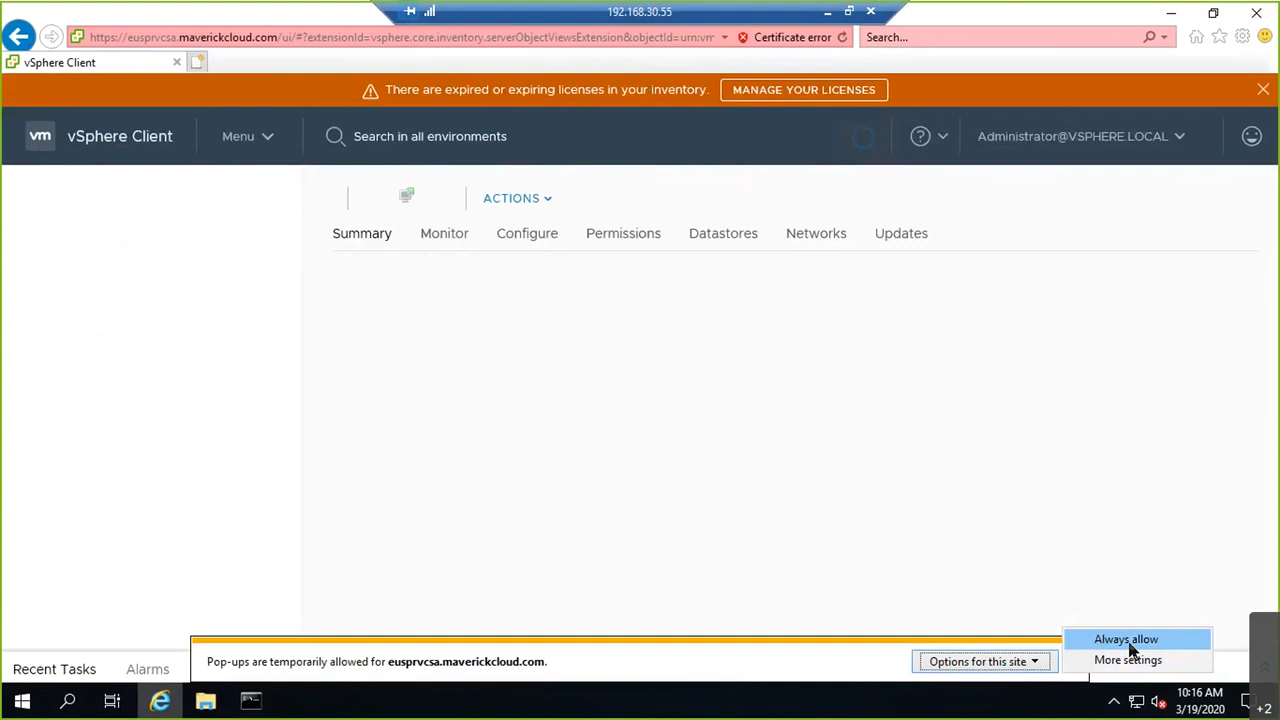 192.168.30.55
https://eusprvcsa.maverickcloud.com/ui/#?extensionId=vsphere.core.inventory.serverObjectViewsExtension&objectId=urn:vm
Certificate error
Search...
vSphere Client
There are expired or expiring licenses in your inventory.
MANAGE YOUR LICENSES
vm
vSphere Client
Menu
Search in all environments
Administrator@VSPHERE.LOCAL
ACTIONS
Summary
Monitor
Configure
Permissions
Datastores
Networks
Updates
Always allow
More settings
Pop-ups are temporarily allowed for eusprvcsa.maverickcloud.com.
Options for this site
Recent Tasks
Alarms
10:16 AM
3/19/2020
+2